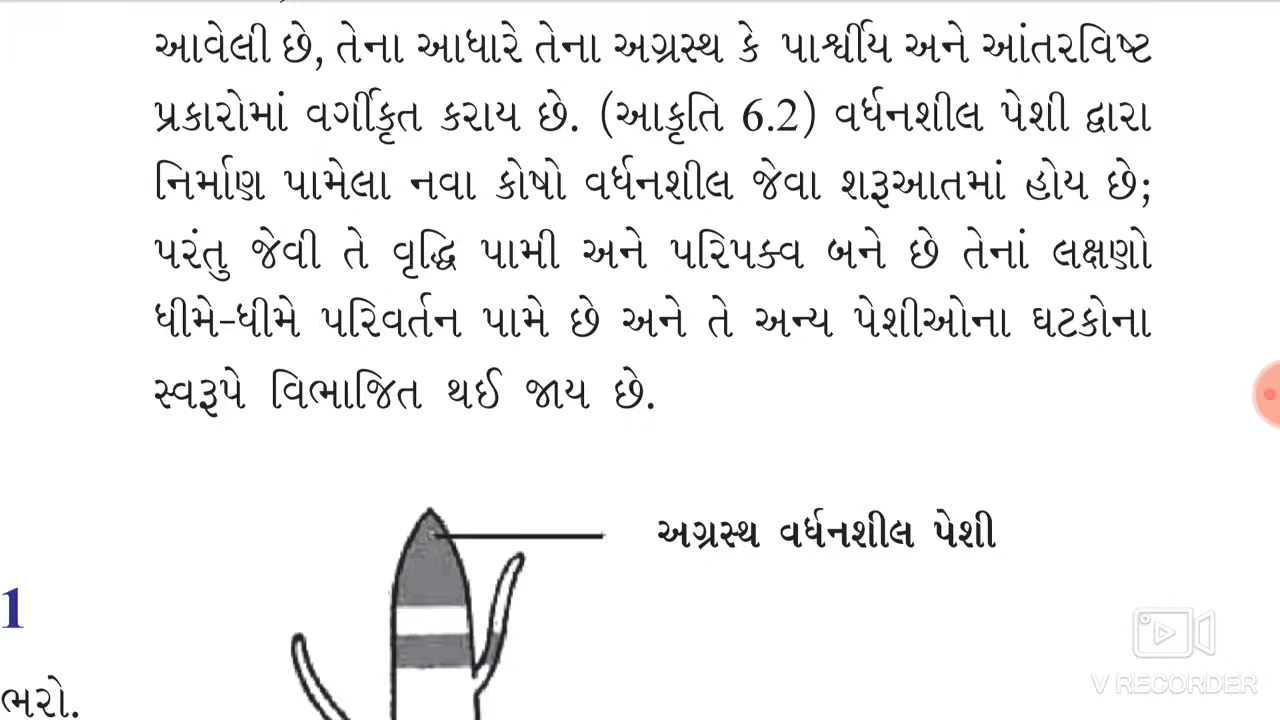 આવેલી છે, તેના આધારે તેના અગ્રસ્થ કે પાર્શ્વીય અને આંતરવિષ્ટ
પ્રકારોમાં વર્ગીકૃત કરાય છે. (આકૃતિ 6.2) વર્ધનશીલ પેશી દ્વારા
નિર્માણ પામેલા નવા કોષો વર્ધનશીલ જેવા શરૂઆતમાં હોય છે;
પરંતુ જેવી તે વૃદ્ધિ પામી અને પરિપક્વ બને છે તેનાં લક્ષણો
ધીમે-ધીમે પરિવર્તન પામે છે અને તે અન્ય પેશીઓના ઘટકોના
સ્વરૂપે વિભાજિત થઈ જાય છે.
અગ્રસ્થ વર્ધનશીલ પેશી
1
ભરો.
V RECORDER